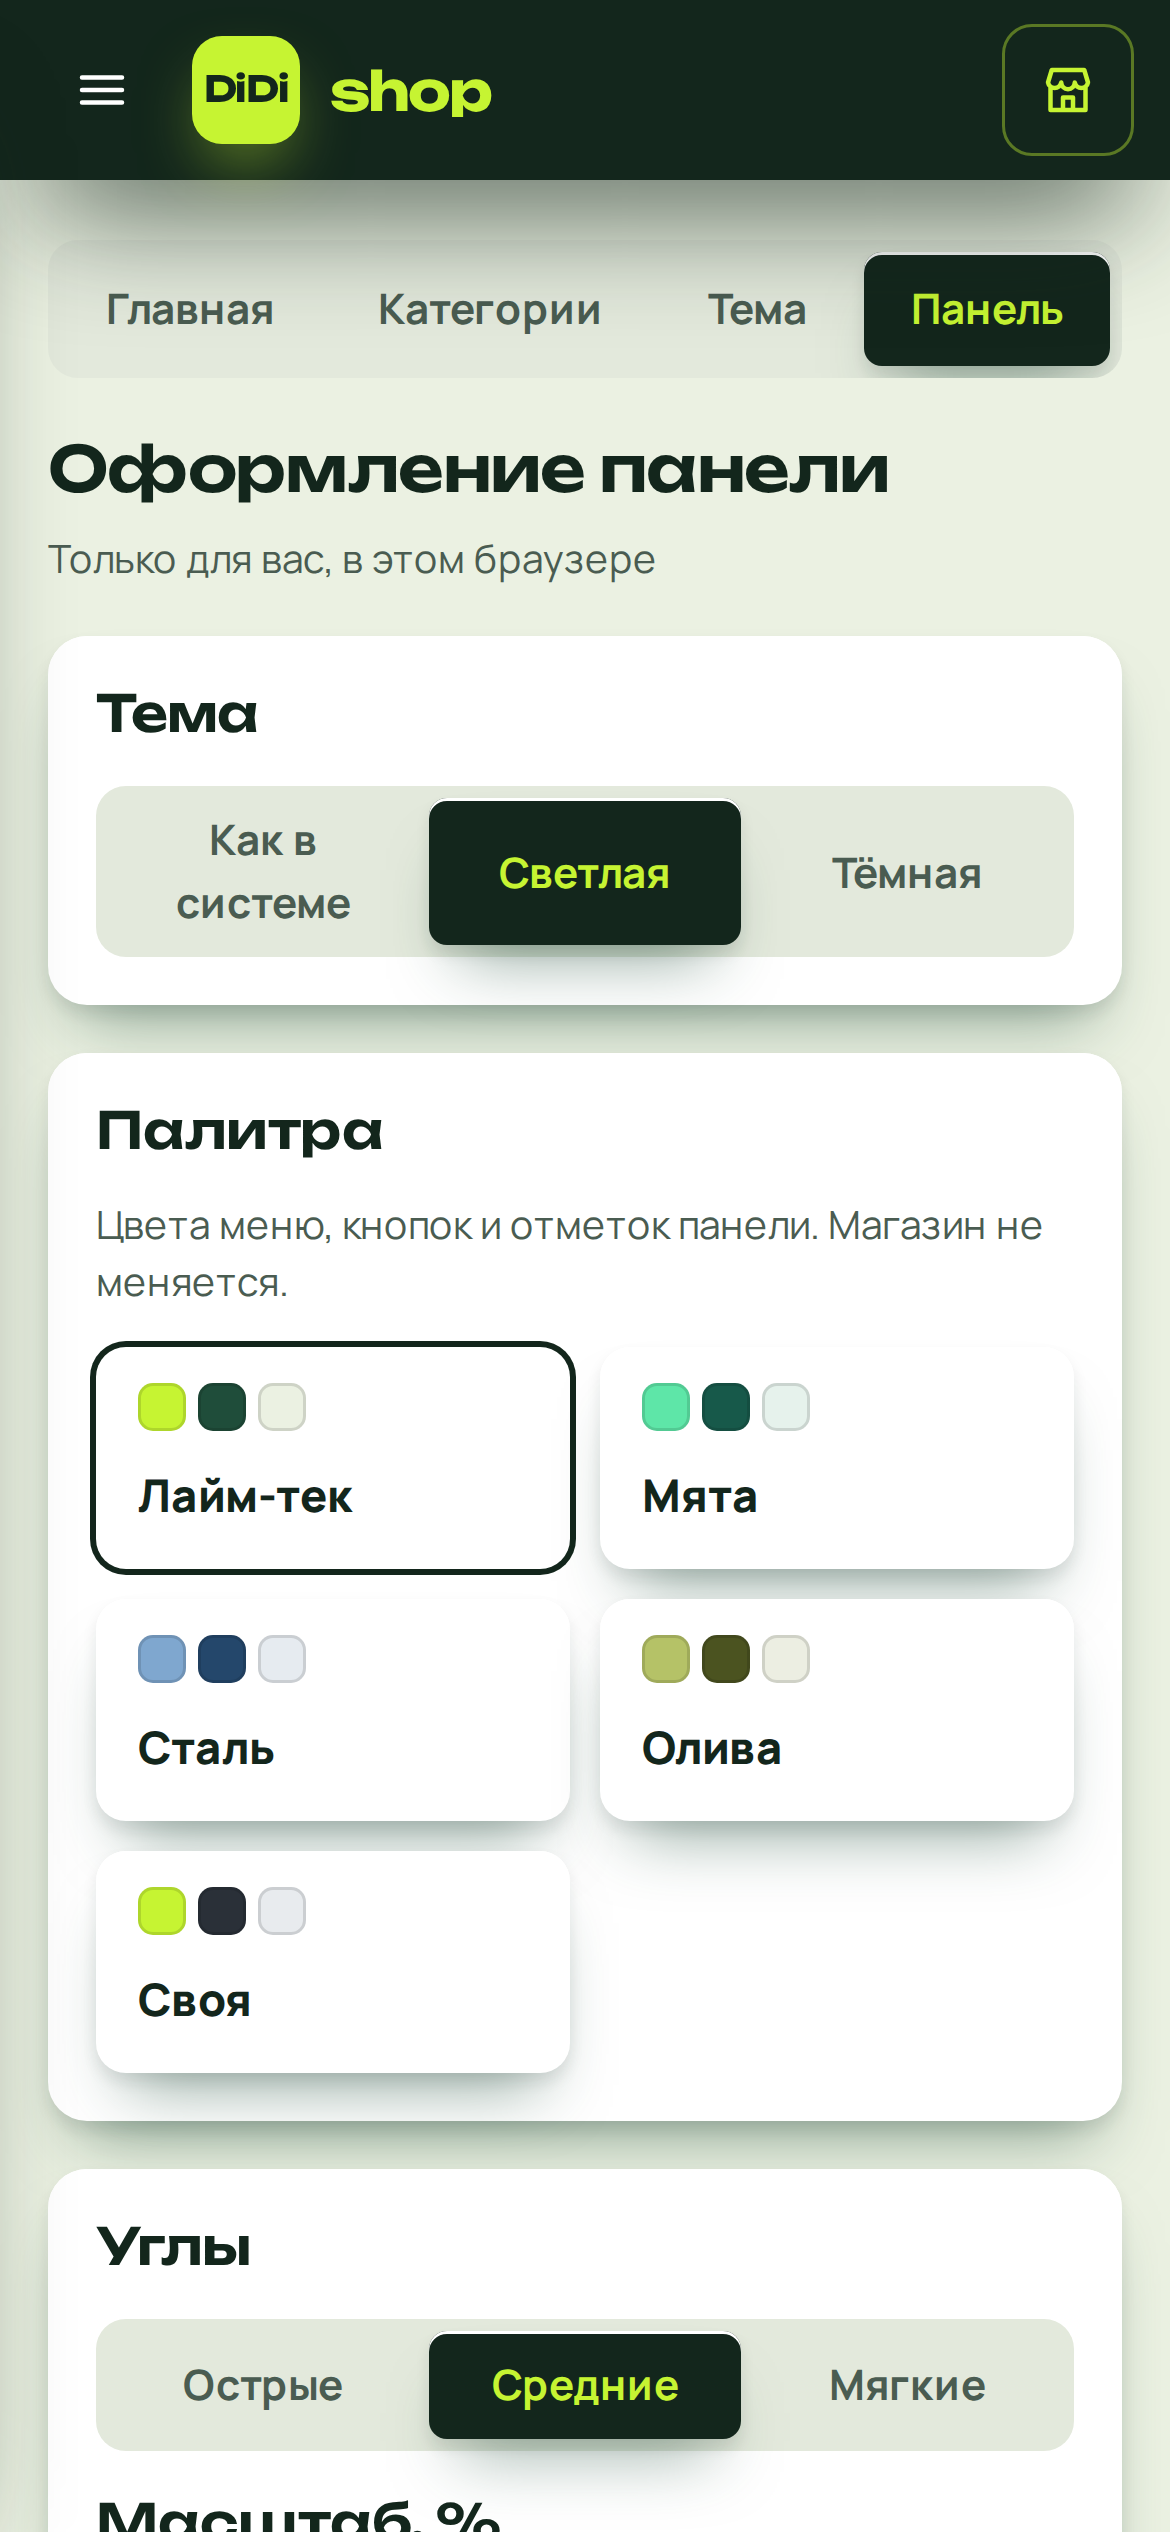 DiDi shop
Главная Категории Тема Панель
Оформление панели
Только для вас, в этом браузере
Тема
Как в
системе
Светлая
Тёмная
Палитра
Цвета меню, кнопок и отметок панели. Магазин не
меняется.
Лайм-тек
Мята
Сталь
Олива
Своя
Углы
Острые Средние Мягкие
Масштаб, %